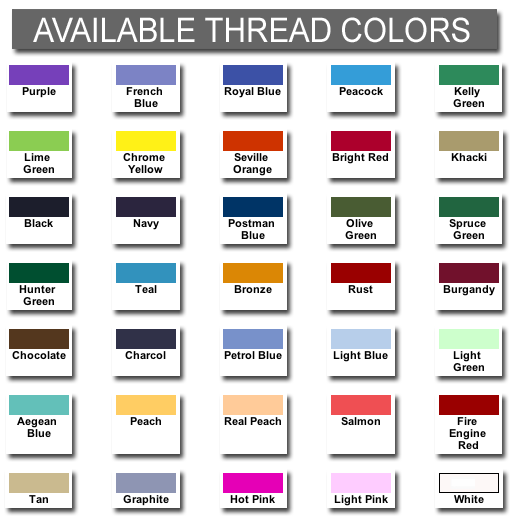 AVAILABLE THREAD COLORS
Purple
French
Blue
Royal Blue
Peacock
Kelly
Green
Lime
Green
Chrome
Yellow
Seville
Orange
Bright Red
Khacki
Black
Navy
Postman
Blue
Olive
Green
Spruce
Green
Hunter
Green
Teal
Bronze
Rust
Burgandy
Chocolate
Charcol
Petrol Blue
Light Blue
Light
Green
Aegean
Blue
Peach
Real Peach
Salmon
Fire
Engine
Red
Tan
Graphite
Hot Pink
Light Pink
White